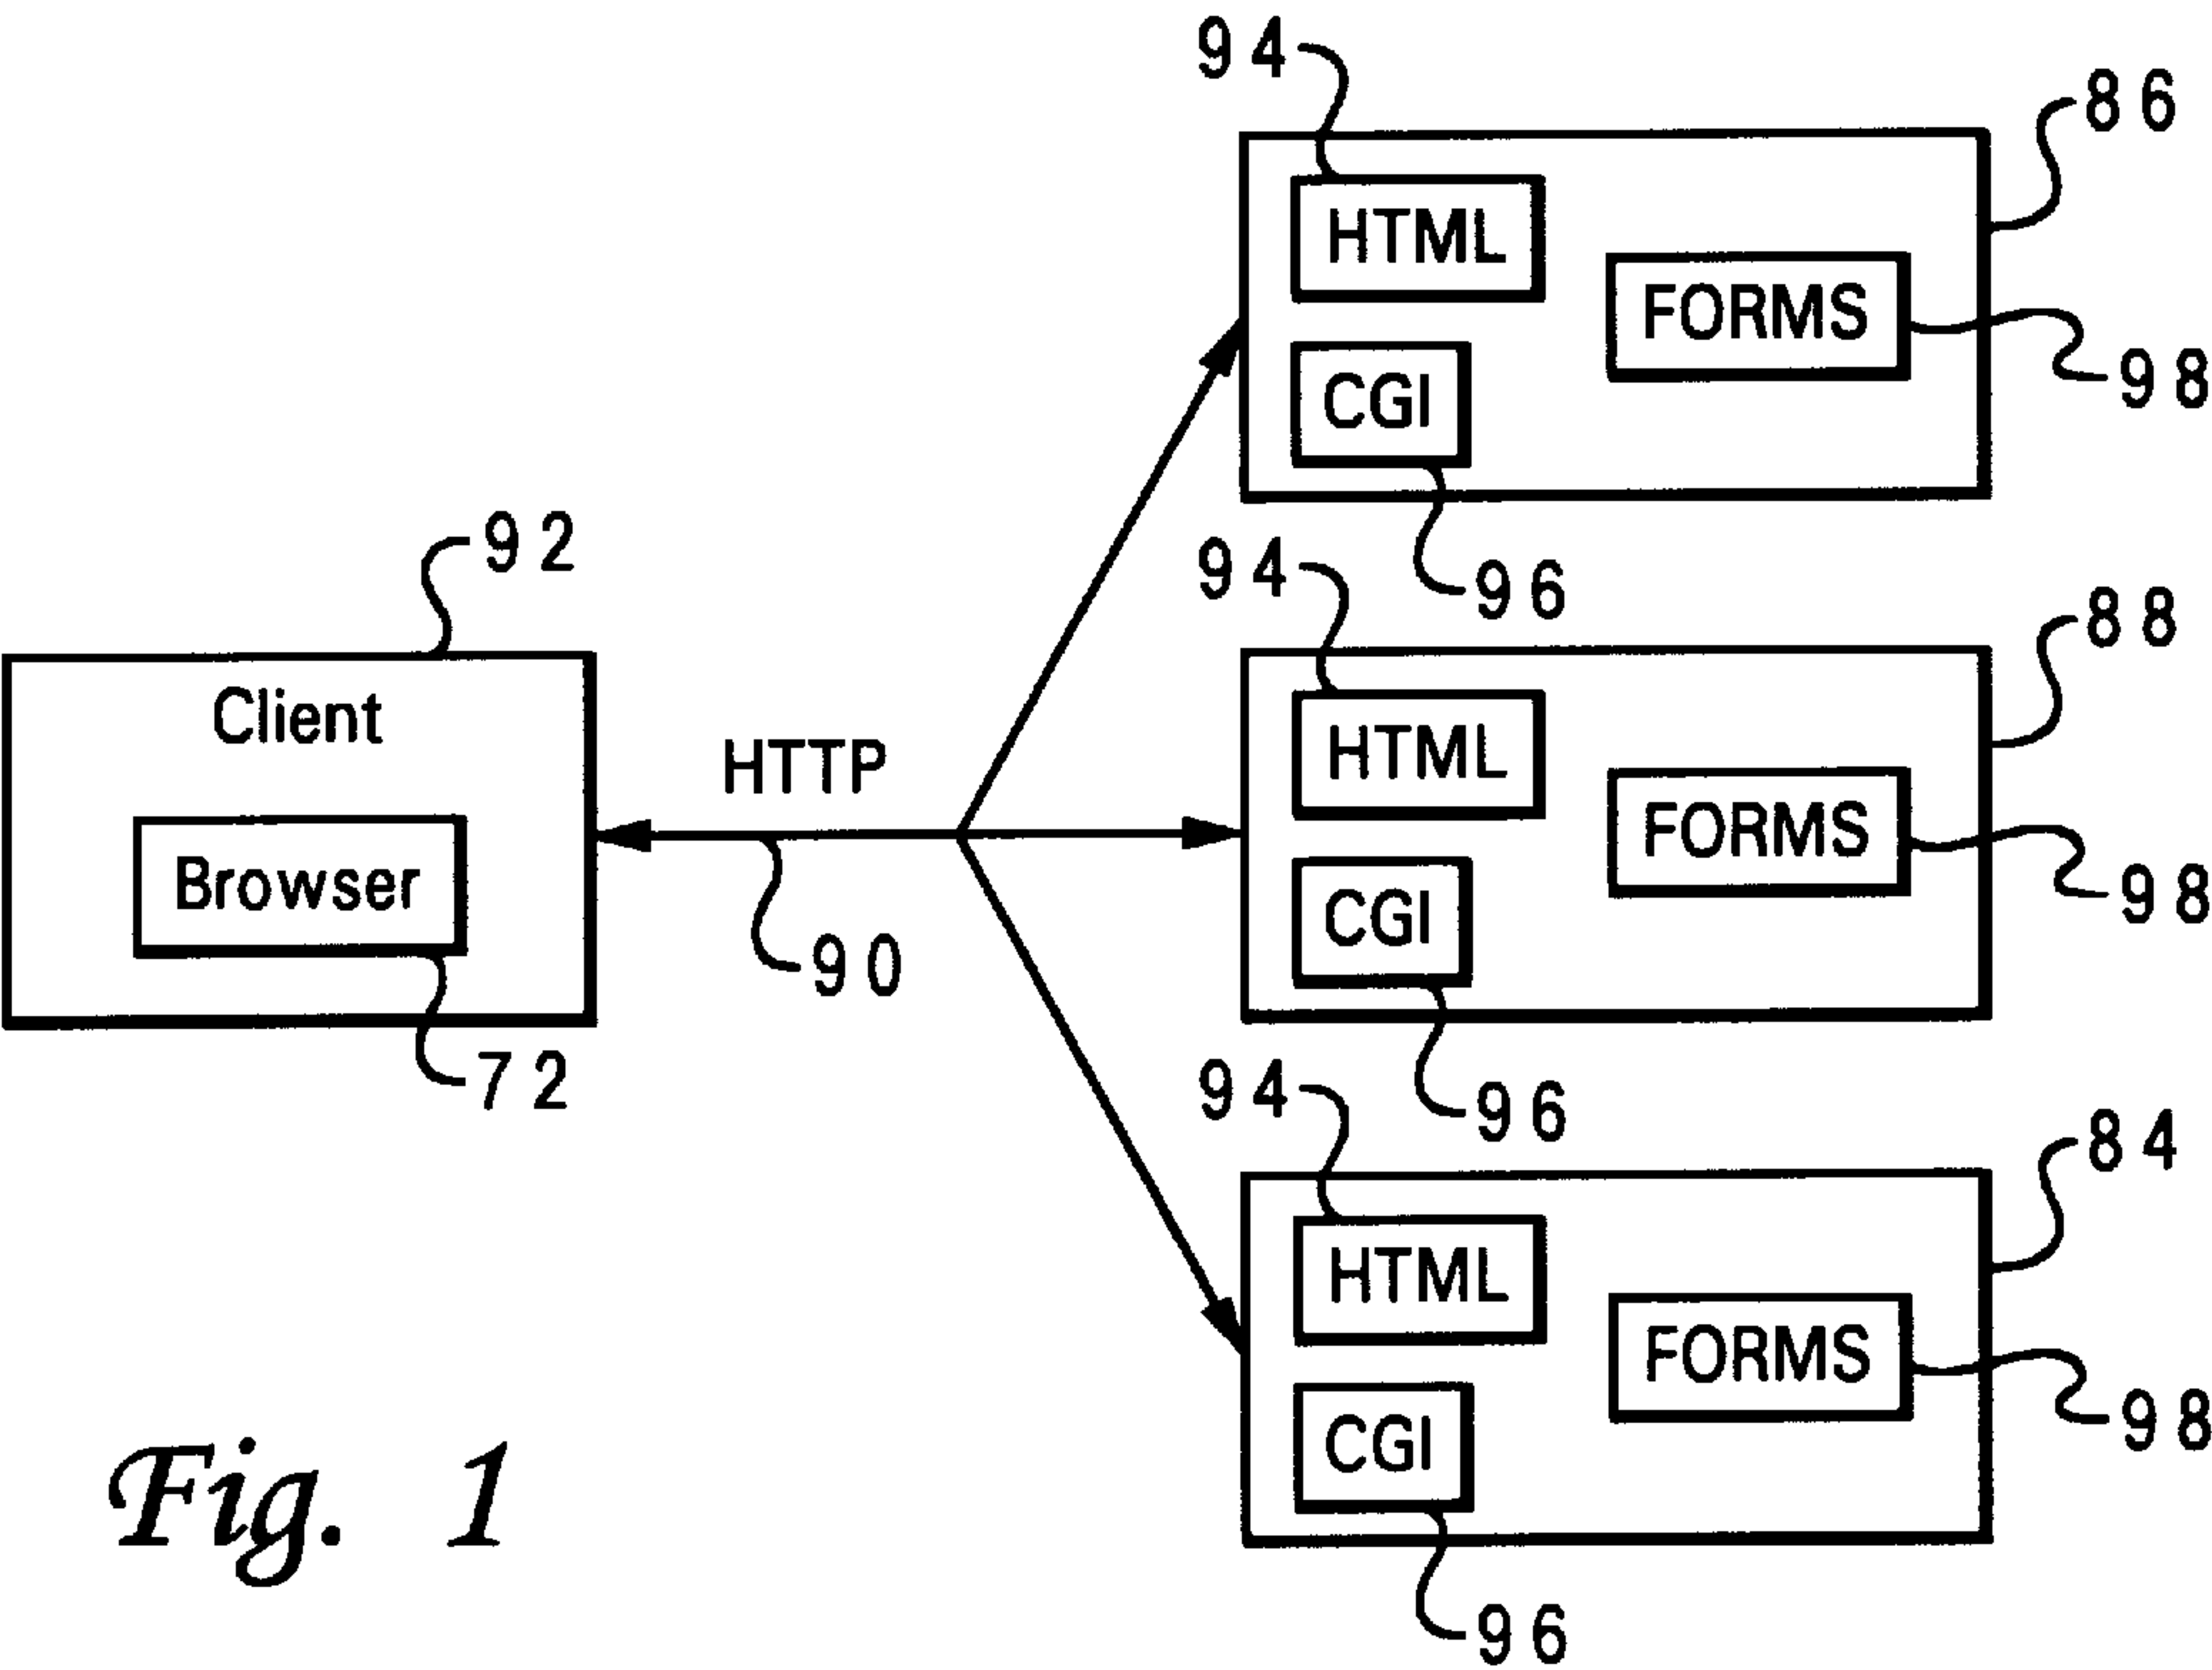 94
86
HTML
FORMS
98
CGI
96
92
Client
Browser
72
HTTP
90
94
88
HTML
FORMS
98
CGI
96
94
84
HTML
FORMS
98
CGI
96
Fig. 1